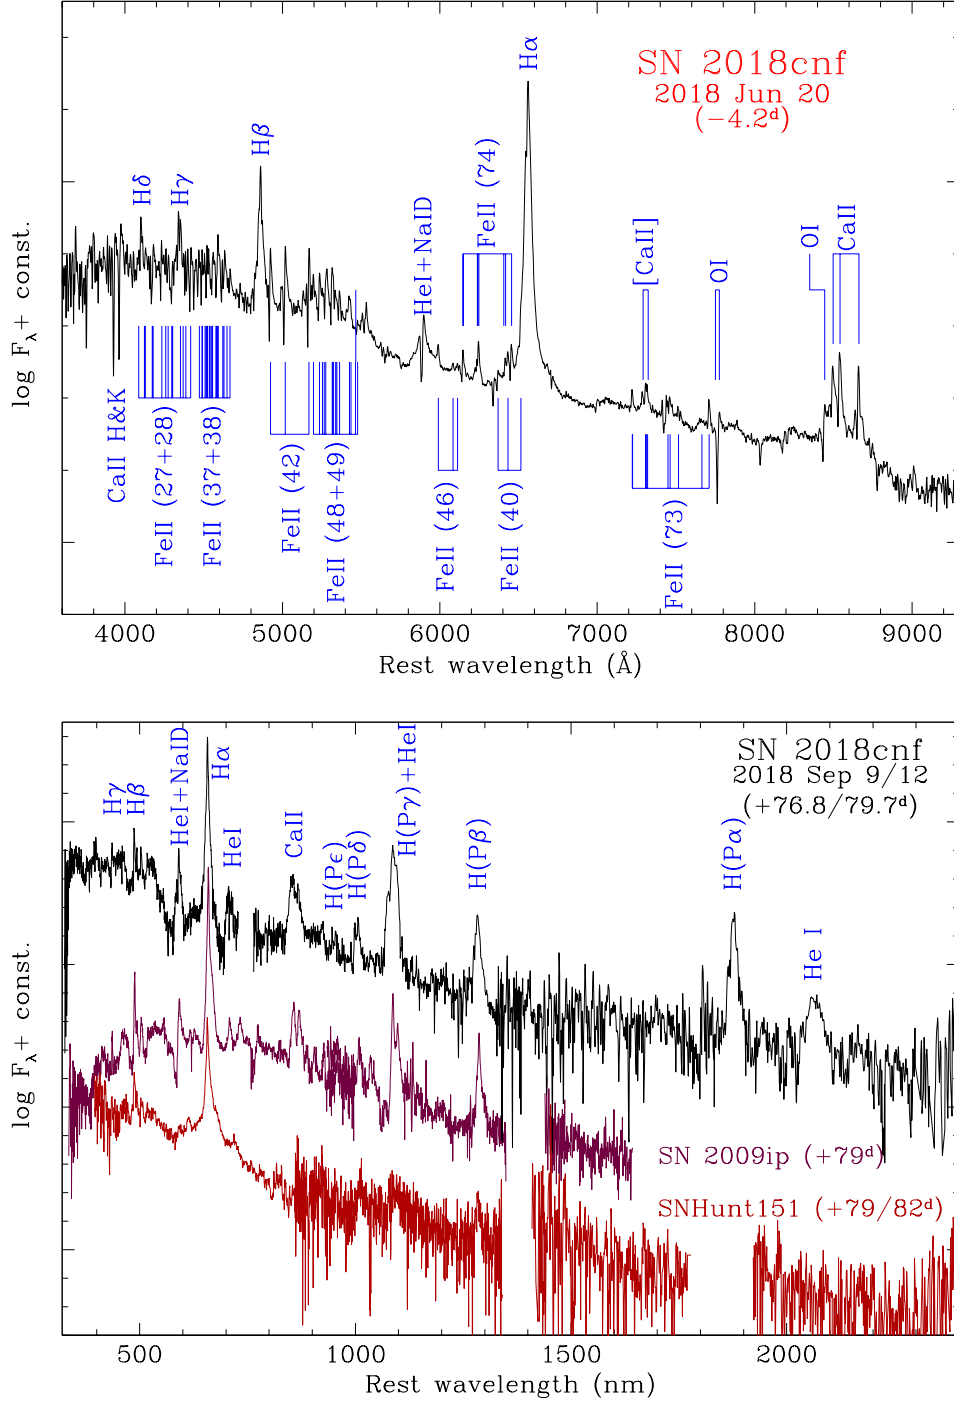 SN 2018cnf
2018 Jun 20
(−4.2ᵈ)
Hδ
Hγ
Hβ
HeI+NaID
FeII (74)
Hα
[CaII]
OI
OI
CaII
CaII H&K
FeII (27+28)
FeII (37+38)
FeII (42)
FeII (48+49)
FeII (46)
FeII (40)
FeII (73)
log F_λ + const.
4000 5000 6000 7000 8000 9000
Rest wavelength (Å)
SN 2018cnf
2018 Sep 9/12
(+76.8/79.7ᵈ)
Hγ
Hβ
HeI+NaID
Hα
HeI
CaII
H(Pϵ)
H(Pδ)
H(Pγ)+HeI
H(Pβ)
H(Pα)
He I
SN 2009ip (+79ᵈ)
SNHunt151 (+79/82ᵈ)
log F_λ + const.
500 1000 1500 2000
Rest wavelength (nm)